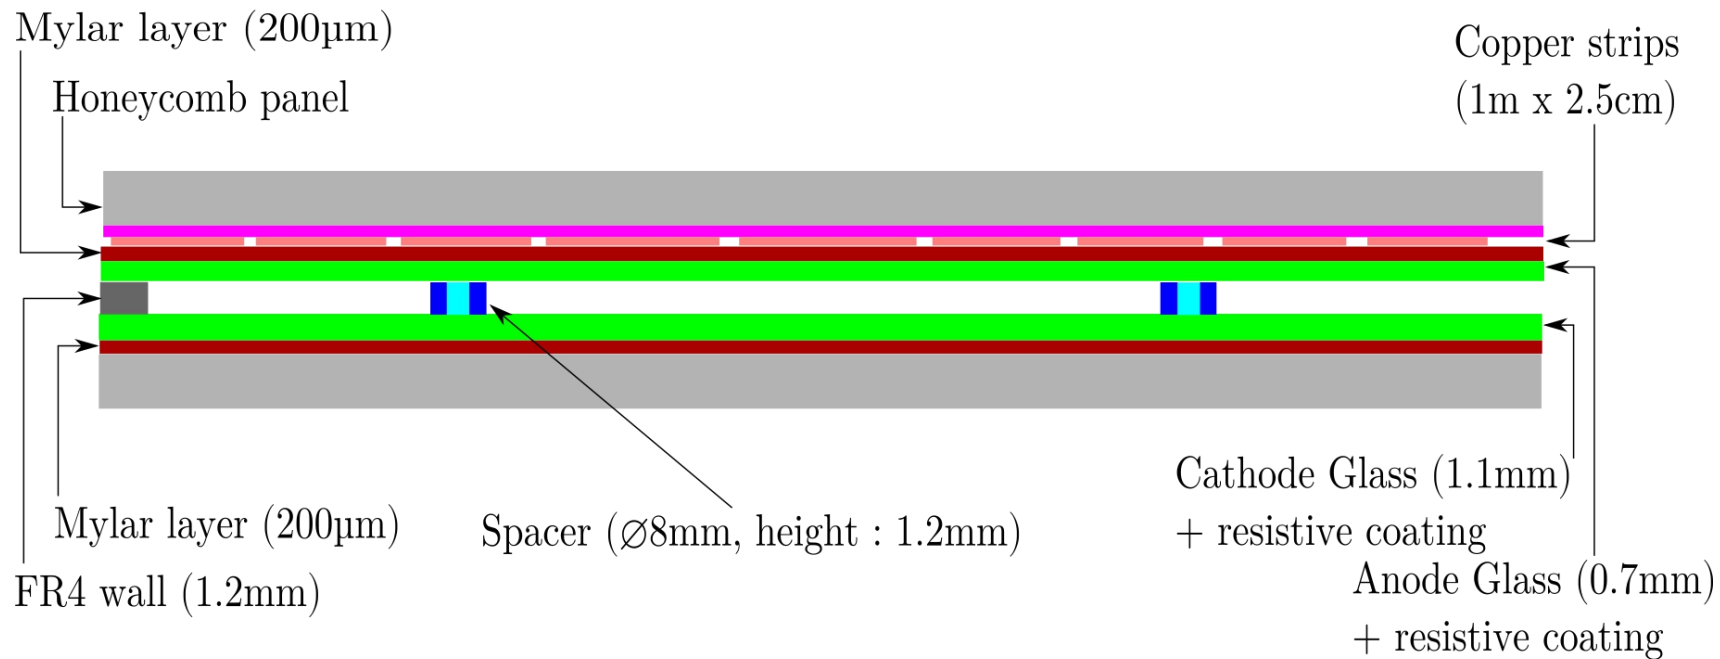 Mylar layer (200µm)
Honeycomb panel
Copper strips
(1m x 2.5cm)
Mylar layer (200µm)
FR4 wall (1.2mm)
Spacer (∅8mm, height : 1.2mm)
Cathode Glass (1.1mm)
+ resistive coating
Anode Glass (0.7mm)
+ resistive coating